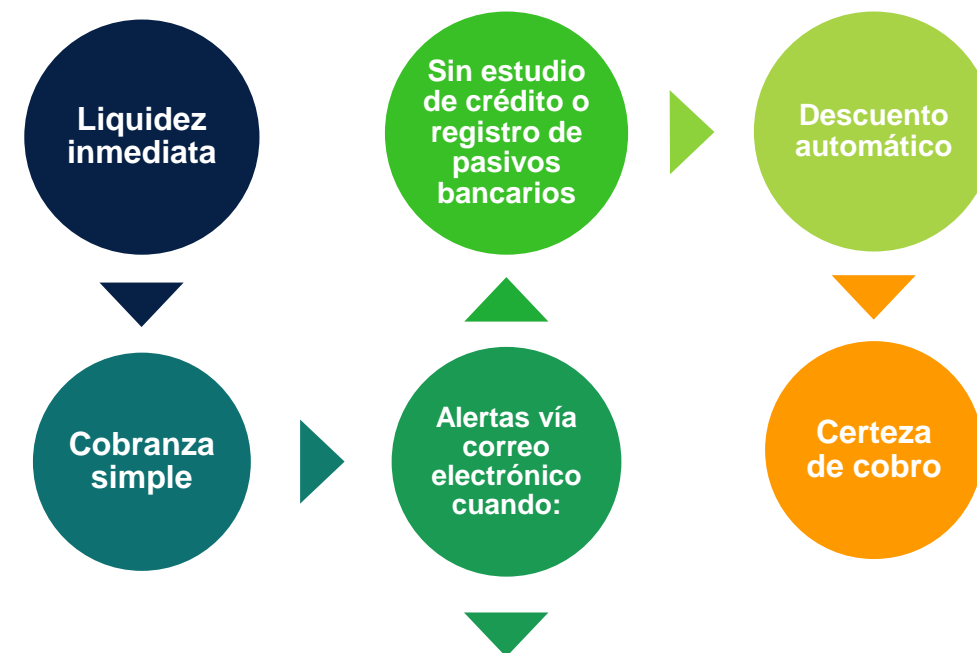 Liquidez
inmediata
Cobranza
simple
Alertas vía
correo
electrónico
cuando:
Sin estudio
de crédito o
registro de
pasivos
bancarios
Descuento
automático
Certeza
de cobro